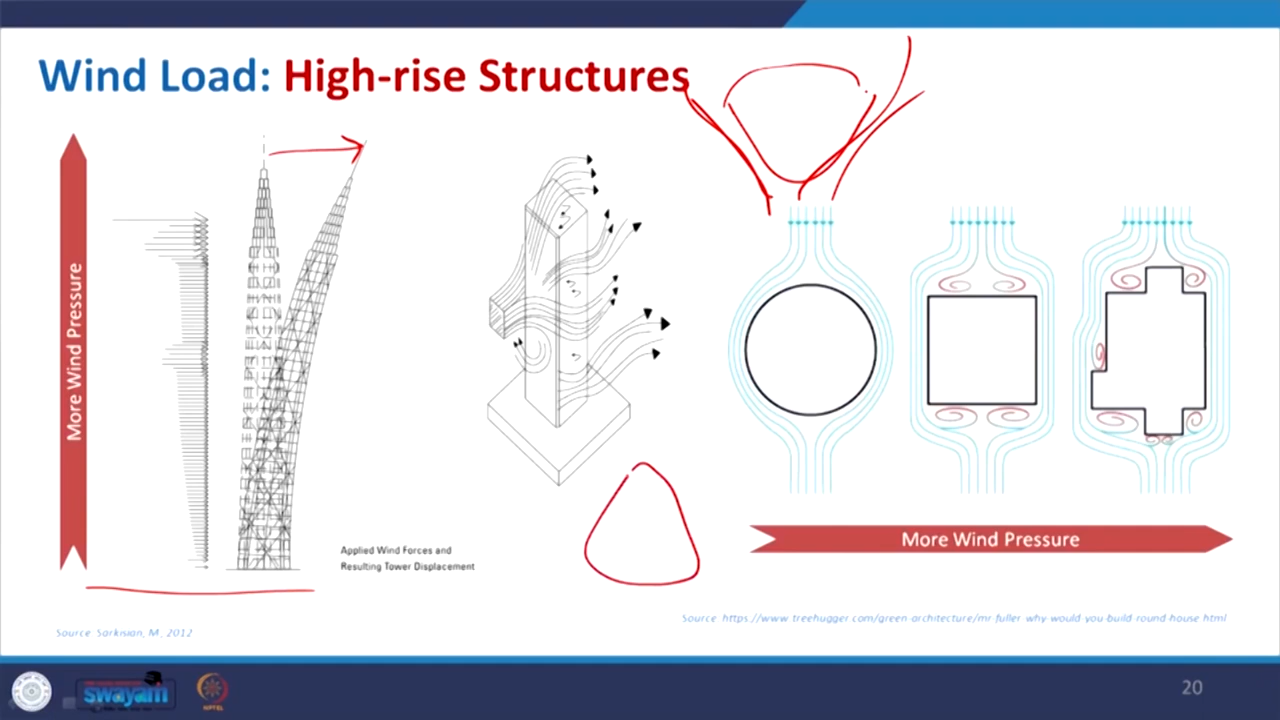 Wind Load: High-rise Structures
More Wind Pressure
Applied Wind Forces and
Resulting Tower Displacement
More Wind Pressure
Source: https://www.treehugger.com/green-architecture/mr-fuller-why-would-you-build-round-house.html
Source: Sarkisian, M., 2012
swayam
20